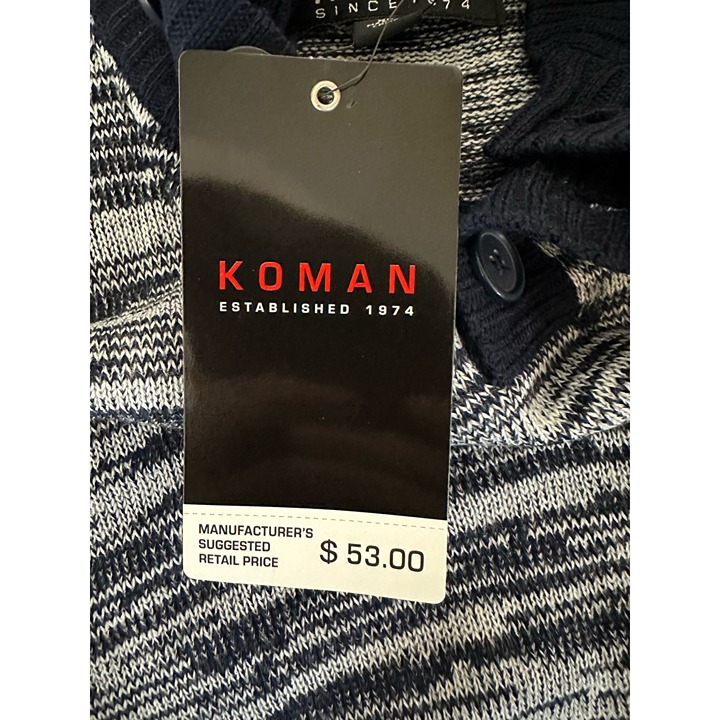 SINCE 1974
KOMAN
ESTABLISHED 1974
MANUFACTURER'S
SUGGESTED
RETAIL PRICE
$ 53.00